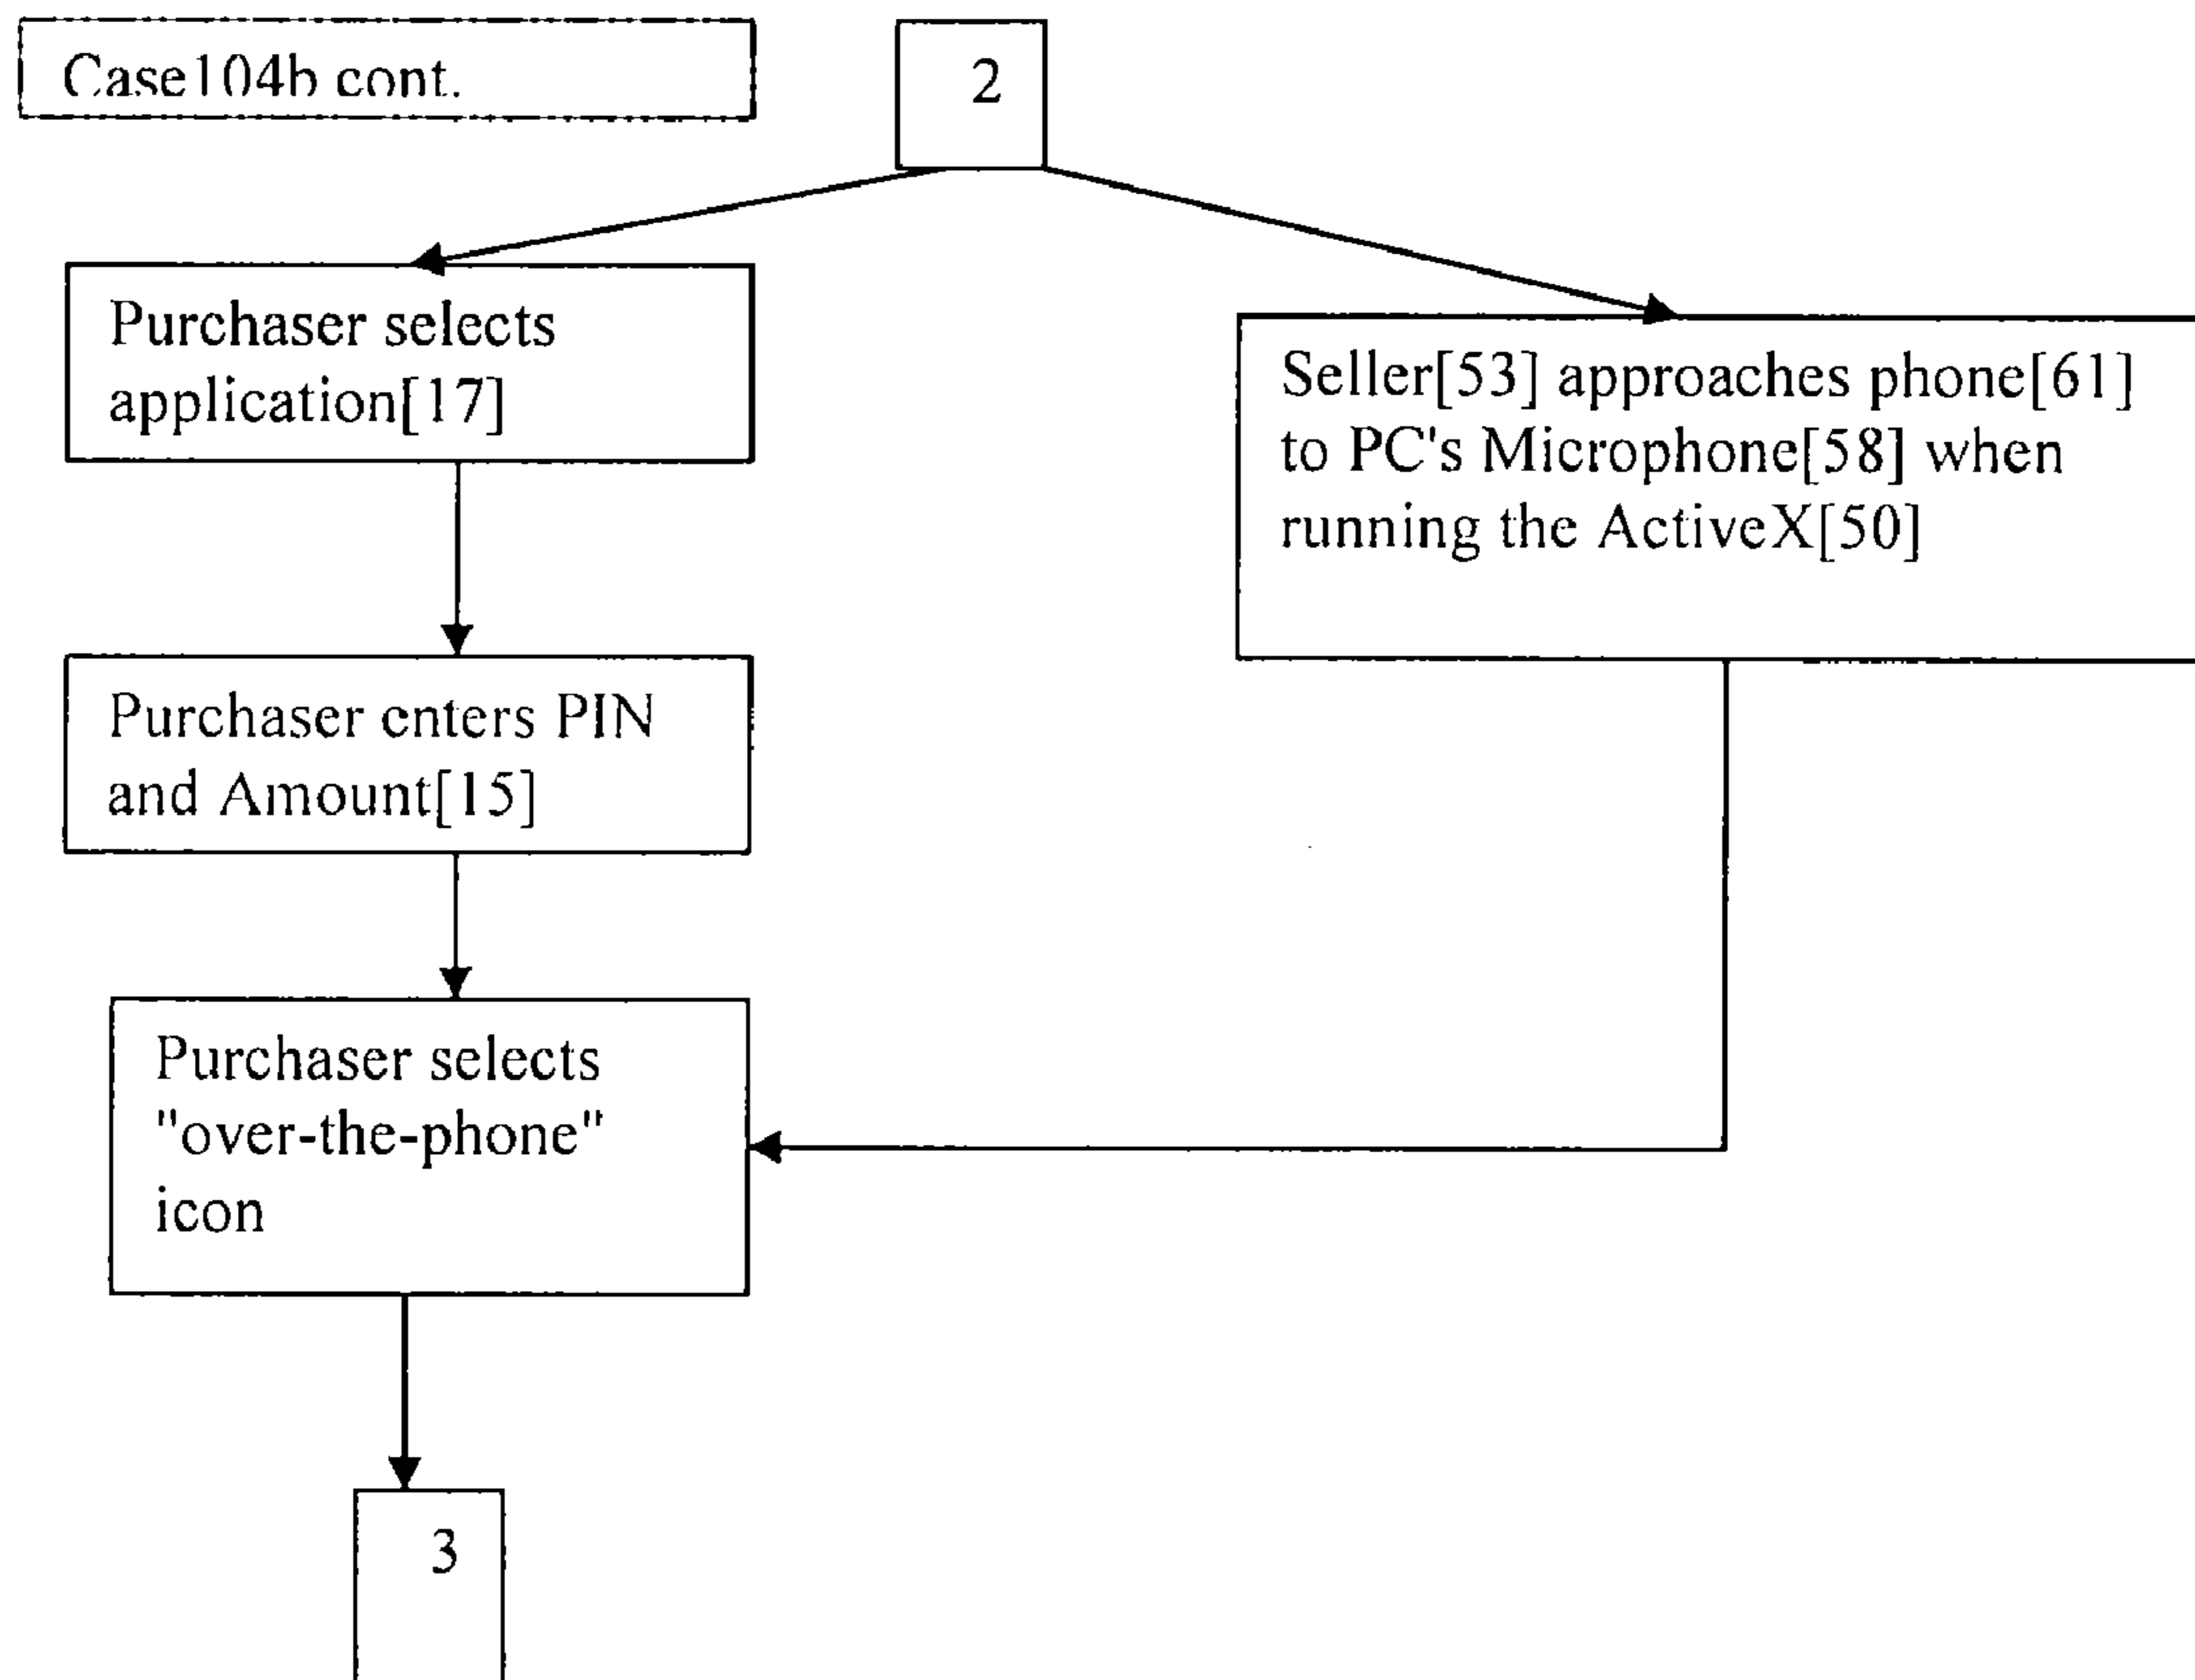 Case104b cont.
2
Purchaser selects
application[17]
Seller[53] approaches phone[61]
to PC's Microphone[58] when
running the ActiveX[50]
Purchaser enters PIN
and Amount[15]
Purchaser selects
"over-the-phone"
icon
3